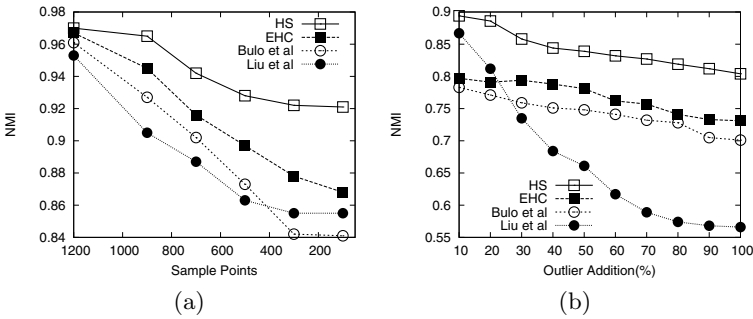 NMI
0.98
0.96
0.94
0.92
0.9
0.88
0.86
0.84
1200 1000 800 600 400 200
Sample Points
HS
EHC
Bulo et al
Liu et al
(a)
NMI
0.9
0.85
0.8
0.75
0.7
0.65
0.6
0.55
10 20 30 40 50 60 70 80 90 100
Outlier Addition(%)
HS
EHC
Bulo et al
Liu et al
(b)